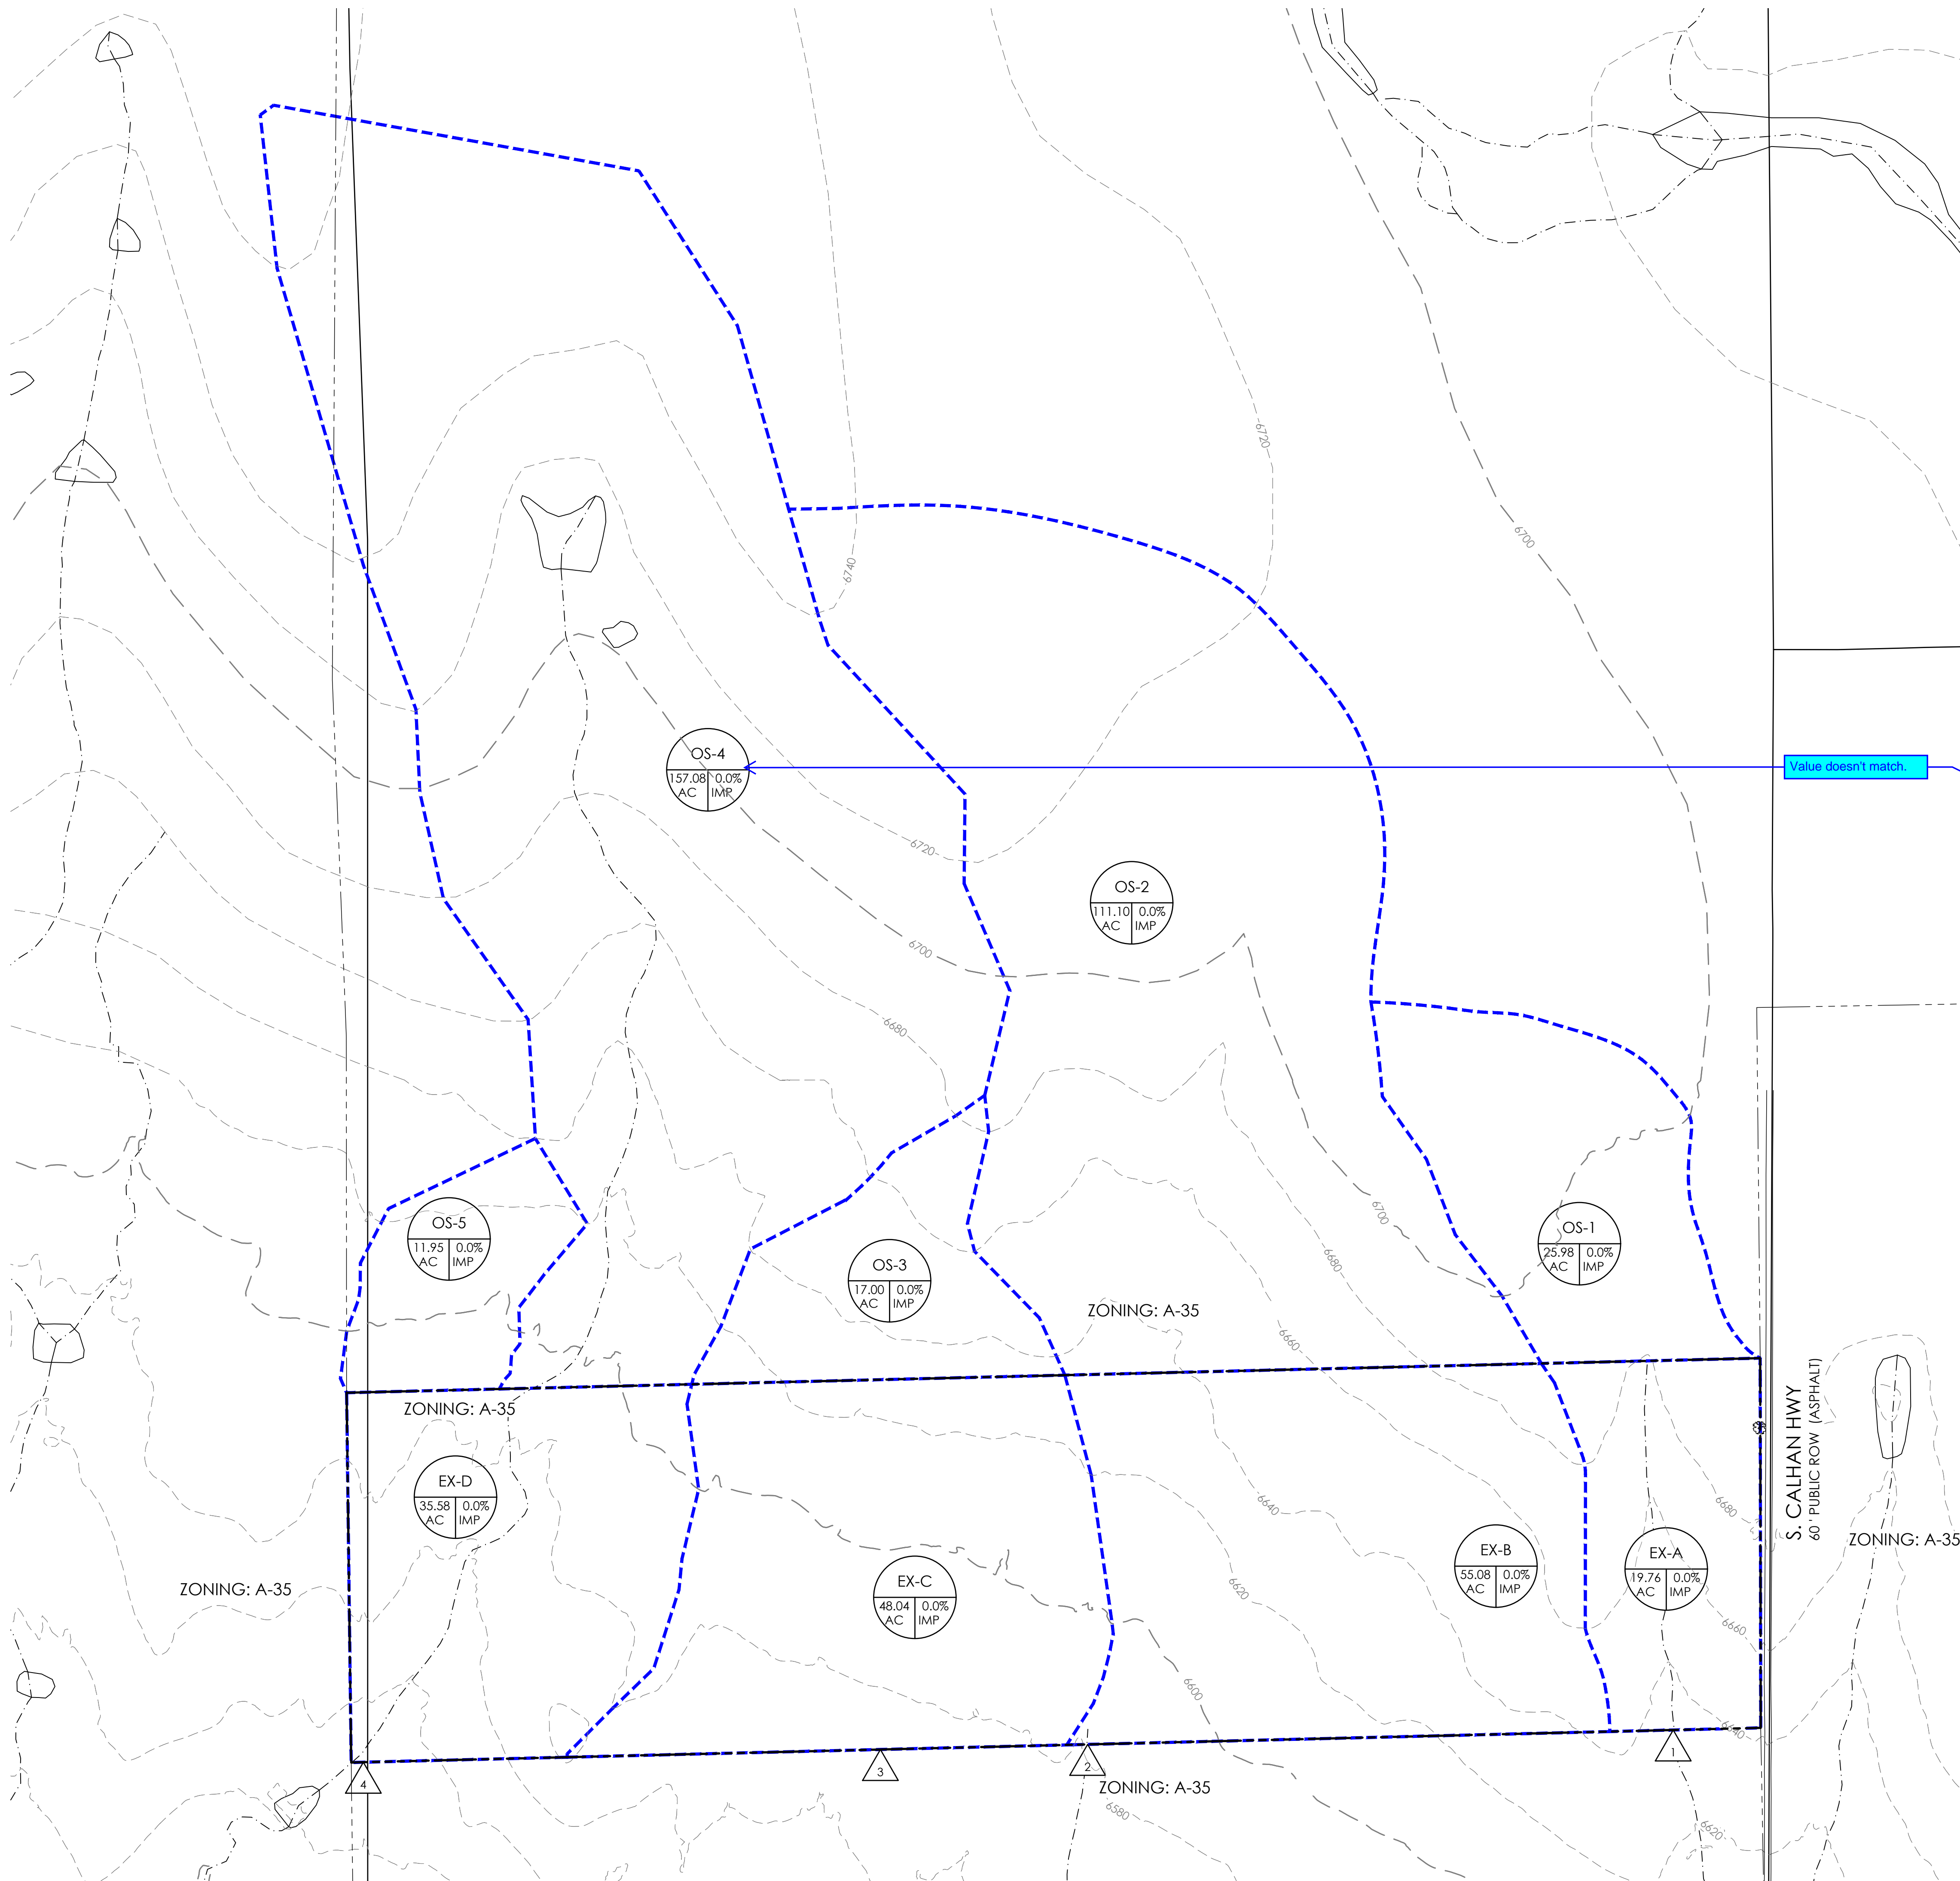 6720
6700
6740
OS-4
157.08 0.0%
AC IMP
Value doesn't match.
6720
OS-2
111.10 0.0%
AC IMP
6700
6680
6700
OS-5
11.95 0.0%
AC IMP
OS-1
25.98 0.0%
AC IMP
OS-3
17.00 0.0%
AC IMP
6680
ZONING: A-35
6660
ZONING: A-35
S. CALHAN HWY
60 ' PUBLIC ROW (ASPHALT)
EX-D
35.58 0.0%
AC IMP
6640
6680
ZONING: A-35
EX-B
55.08 0.0%
AC IMP
EX-A
19.76 0.0%
AC IMP
EX-C
48.04 0.0%
AC IMP
ZONING: A-35
6620
6660
6600
6640
1
2
3
4
ZONING: A-35
6580
6620